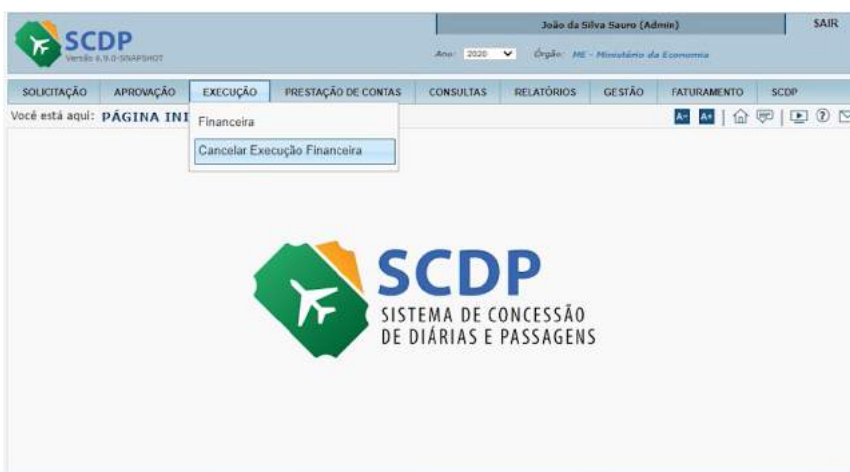 João da Silva Sauro (Admin)
SAIR
SCDP
Versão 6.9.0-SNAPSHOT
Ano: 2020
Órgão: ME - Ministério da Economia
SOLICITAÇÃO APROVAÇÃO EXECUÇÃO PRESTAÇÃO DE CONTAS CONSULTAS RELATÓRIOS GESTÃO FATURAMENTO SCDP
Você está aqui: PÁGINA INI
A- A+
Financeira
Cancelar Execução Financeira
SCDP
SISTEMA DE CONCESSÃO
DE DIÁRIAS E PASSAGENS